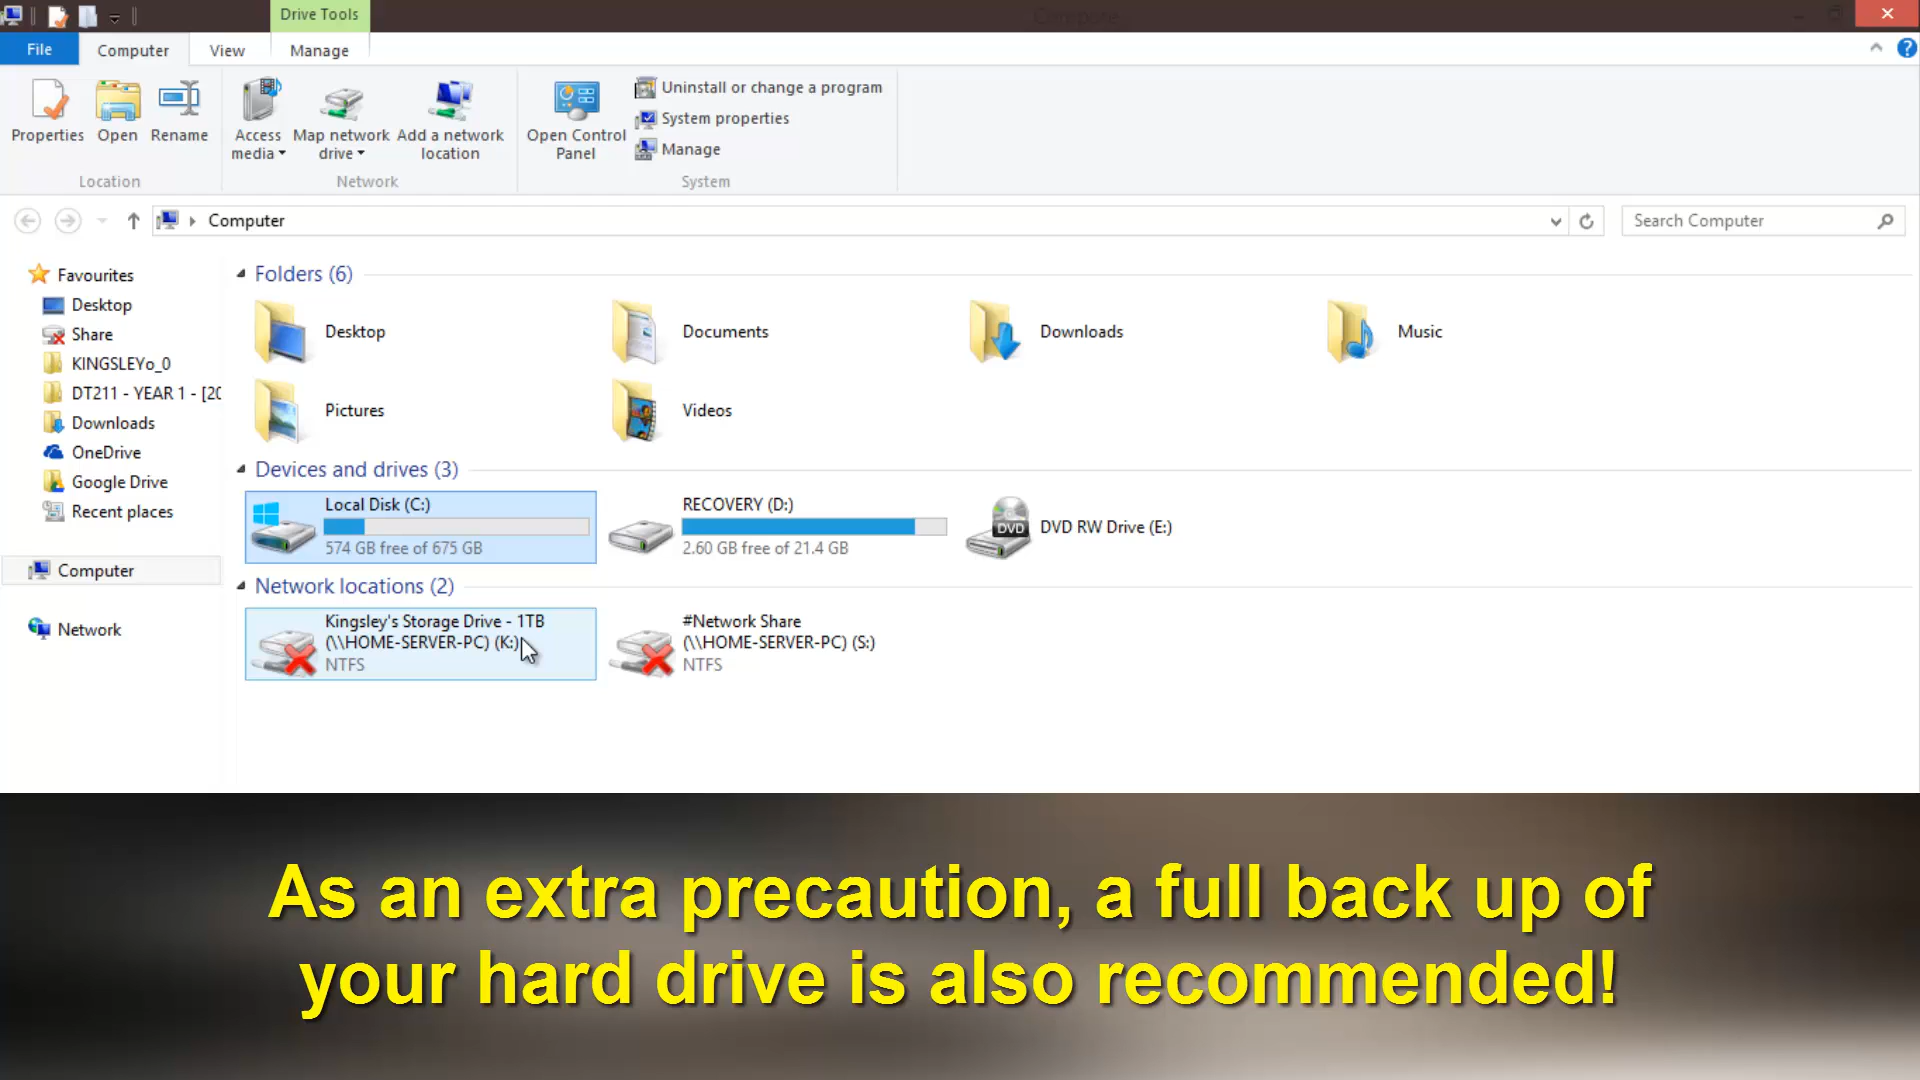 Drive Tools
File
Computer
View
Manage
Properties
Open
Rename
Access media
Map network drive
Add a network location
Open Control Panel
Uninstall or change a program
System properties
Manage
Location
Network
System
Computer
Search Computer
Favourites
Desktop
Share
KINGSLEYo_0
DT211 - YEAR 1 - [20
Downloads
OneDrive
Google Drive
Recent places
Computer
Network
Folders (6)
Desktop
Documents
Downloads
Music
Pictures
Videos
Devices and drives (3)
Local Disk (C:)
574 GB free of 675 GB
RECOVERY (D:)
2.60 GB free of 21.4 GB
DVD
DVD RW Drive (E:)
Network locations (2)
Kingsley's Storage Drive - 1TB
(\\HOME-SERVER-PC) (K:)
NTFS
#Network Share
(\\HOME-SERVER-PC) (S:)
NTFS
As an extra precaution, a full back up of
your hard drive is also recommended!